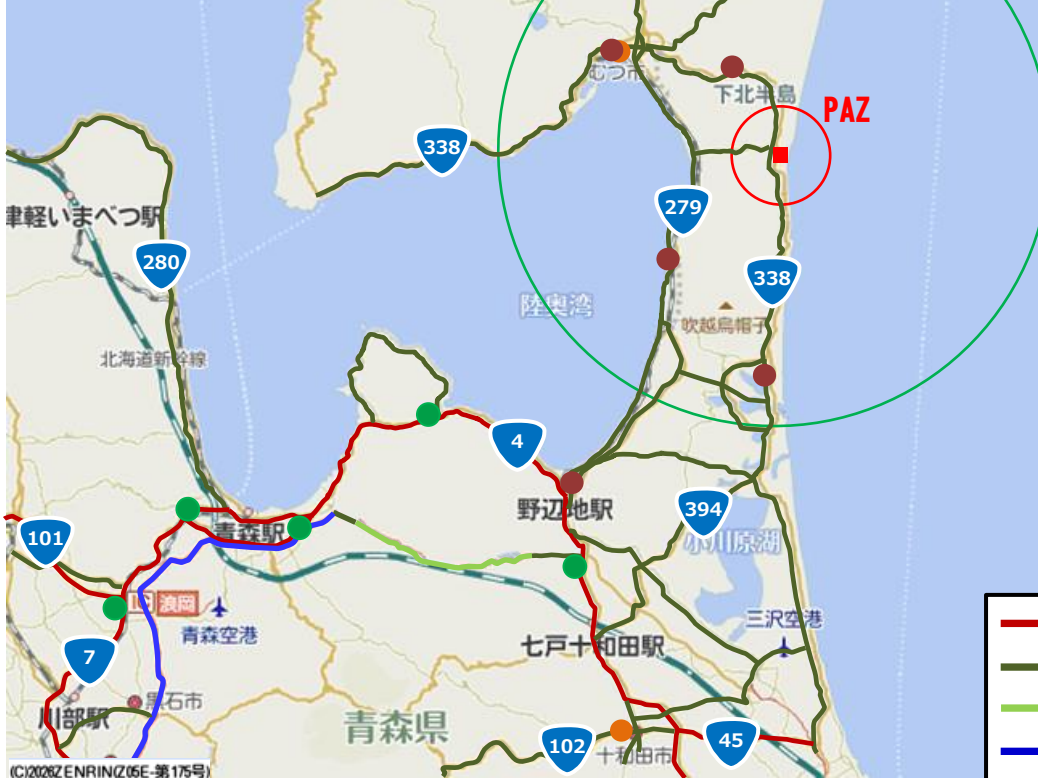 むつ市
下北半島
PAZ
338
津軽いまべつ駅
279
280
338
陸奥湾
吹越烏帽子
北海道新幹線
4
野辺地駅
394
青森駅
101
小川原湖
IC 浪岡
三沢空港
青森空港
七戸十和田駅
7
黒石市
川部駅
青森県
102
45
十和田市
(C)2026ZENRIN(Z05E-第175号)